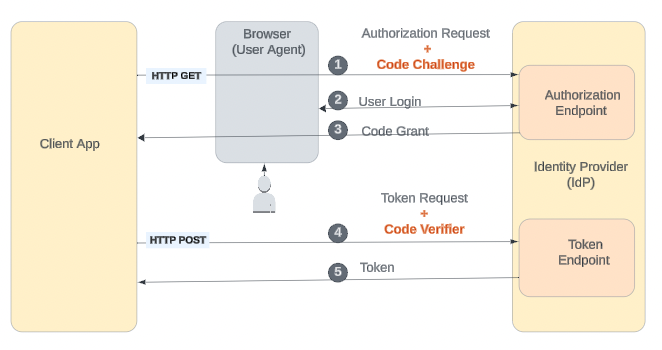 Browser
(User Agent)
Authorization Request
+
Code Challenge
1
HTTP GET
2
User Login
Authorization
Endpoint
3
Code Grant
Client App
Identity Provider
(IdP)
Token Request
+
Code Verifier
4
HTTP POST
Token
Endpoint
5
Token